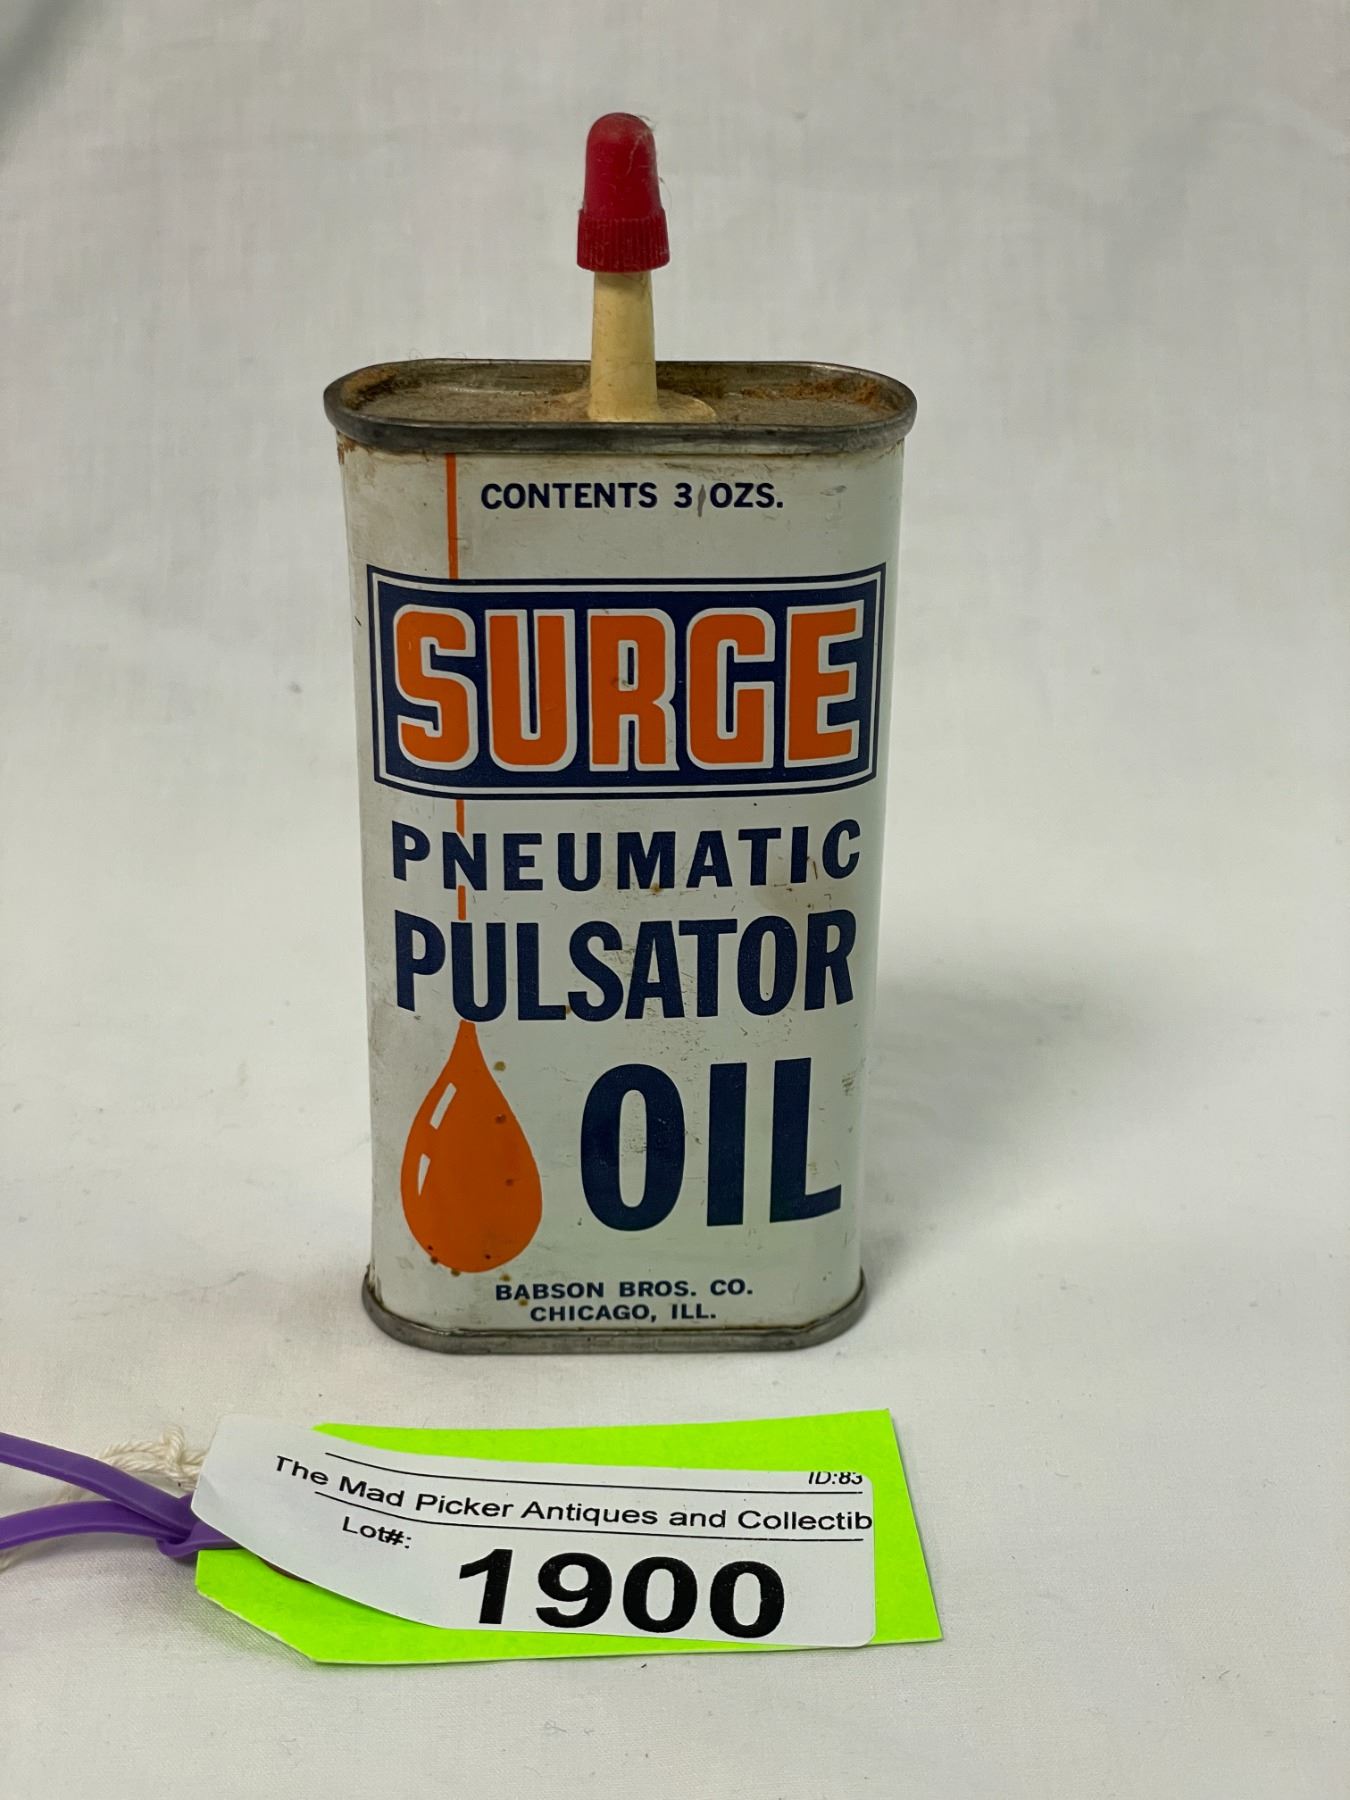 CONTENTS 3 OZS.
SURGE
PNEUMATIC
PULSATOR
OIL
BABSON BROS. CO.
CHICAGO, ILL.
ID:83
The Mad Picker Antiques and Collectib
Lot#:
1900